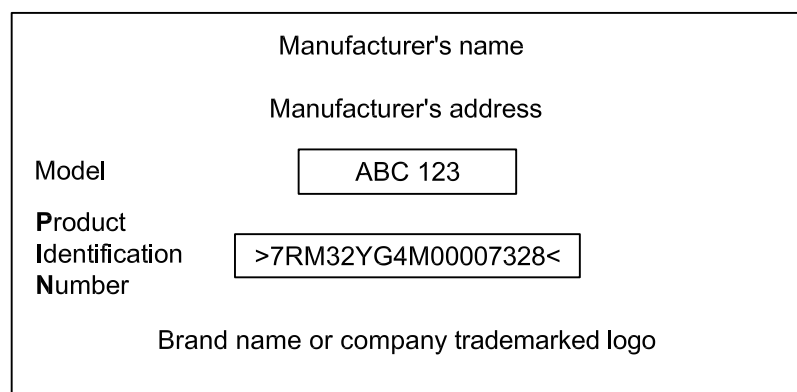 Manufacturer's name
Manufacturer's address
Model ABC 123
Product
Identification >7RM32YG4M00007328<
Number
Brand name or company trademarked logo